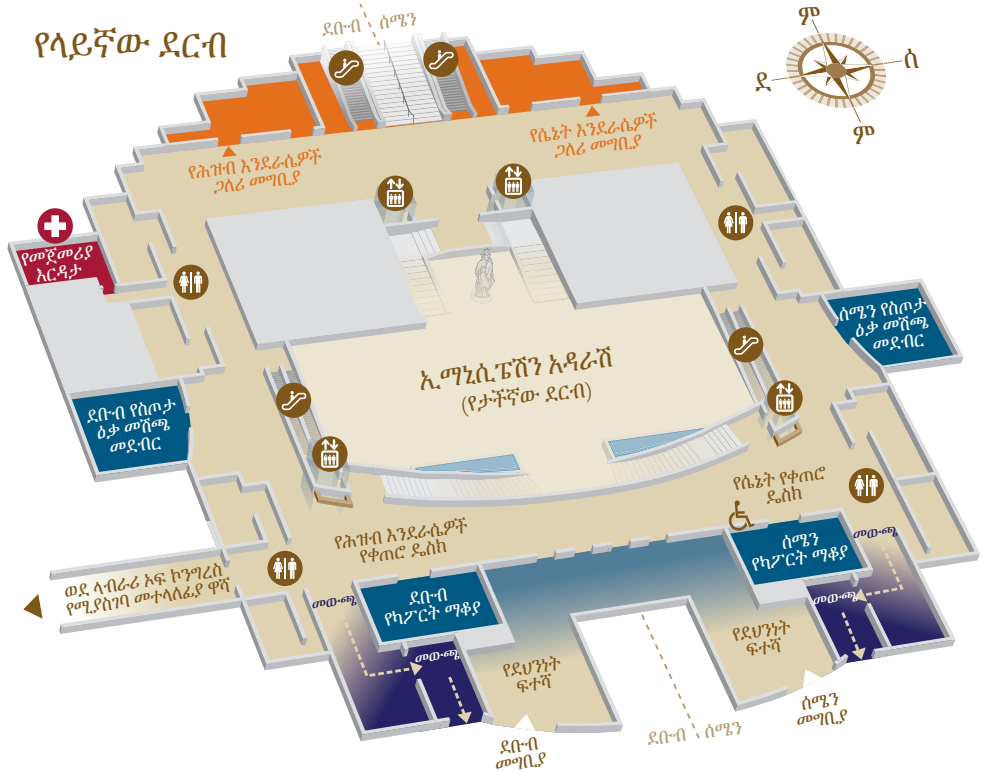 የላይኛው ደርብ
ደቡብ
ሰሜን
ም
ደ
ሰ
ም
የሕዝብ እንደራሴዎች
ጋለሪ መግቢያ
የሴኔት እንደራሴዎች
ጋለሪ መግቢያ
የመጀመሪያ
እርዳታ
ሰሜን የስጦታ
ዕቃ መሸጫ
መደብር
ኢማኒሲፔሽን አዳራሽ
(የታችኛው ደርብ)
ደቡብ የስጦታ
ዕቃ መሸጫ
መደብር
የሴኔት የቀጠሮ
ዴስክ
የሕዝብ እንደራሴዎች
የቀጠሮ ዴስክ
ሰሜን
የካፖርት ማቆያ
መውጫ
ወደ ላብራሪ ኦፍ ኮንግረስ
የሚያስገባ መተላለፊያ ዋሻ
መውጫ
ደቡብ
የካፖርት ማቆያ
መውጫ
መውጫ
የደህንነት
ፍተሻ
የደህንነት
ፍተሻ
ደቡብ
መግቢያ
ደቡብ
ሰሜን
ሰሜን
መግቢያ